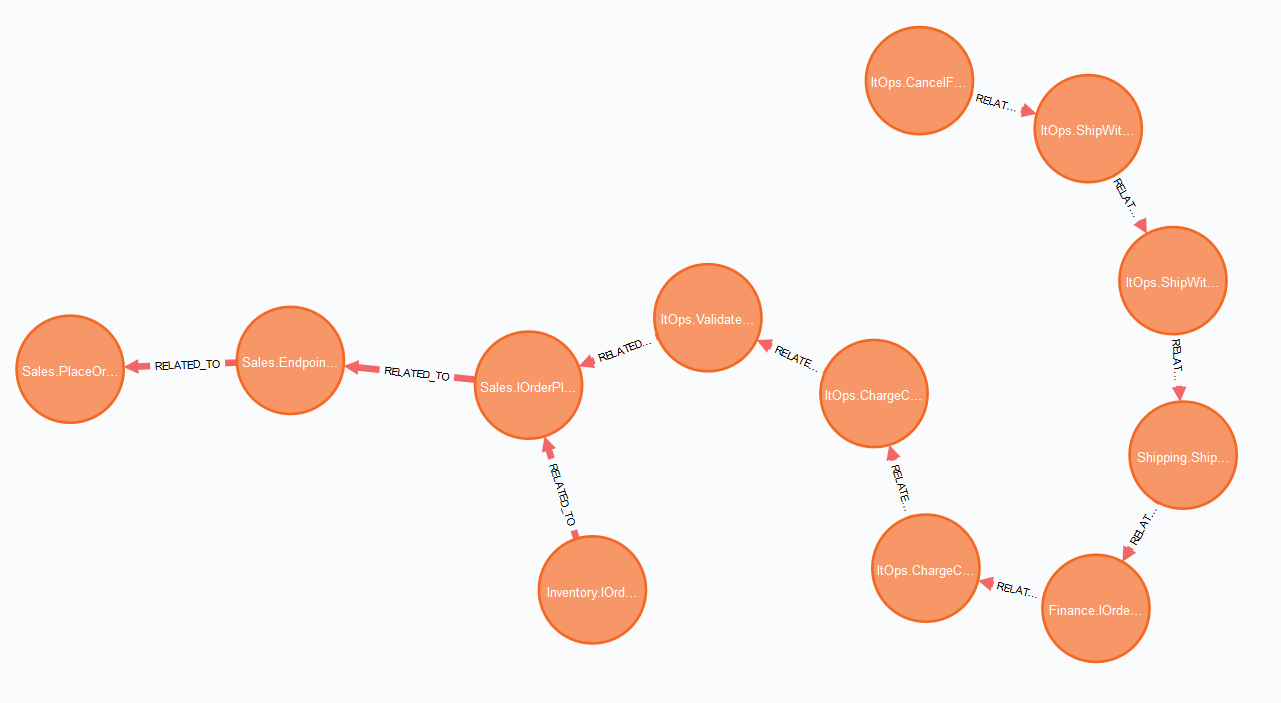 ItOps.CancelF...
RELAT...
ItOps.ShipWit...
RELAT...
ItOps.ShipWit...
RELAT...
Shipping.Ship...
RELAT...
Finance.IOrde...
RELAT...
ItOps.ChargeC...
RELATE...
ItOps.ChargeC...
RELATE...
ItOps.Validate...
RELATED...
Sales.IOrderPl...
RELATED_TO
Sales.Endpoin...
RELATED_TO
Sales.PlaceOr...
RELATED_TO
Inventory.IOrd...